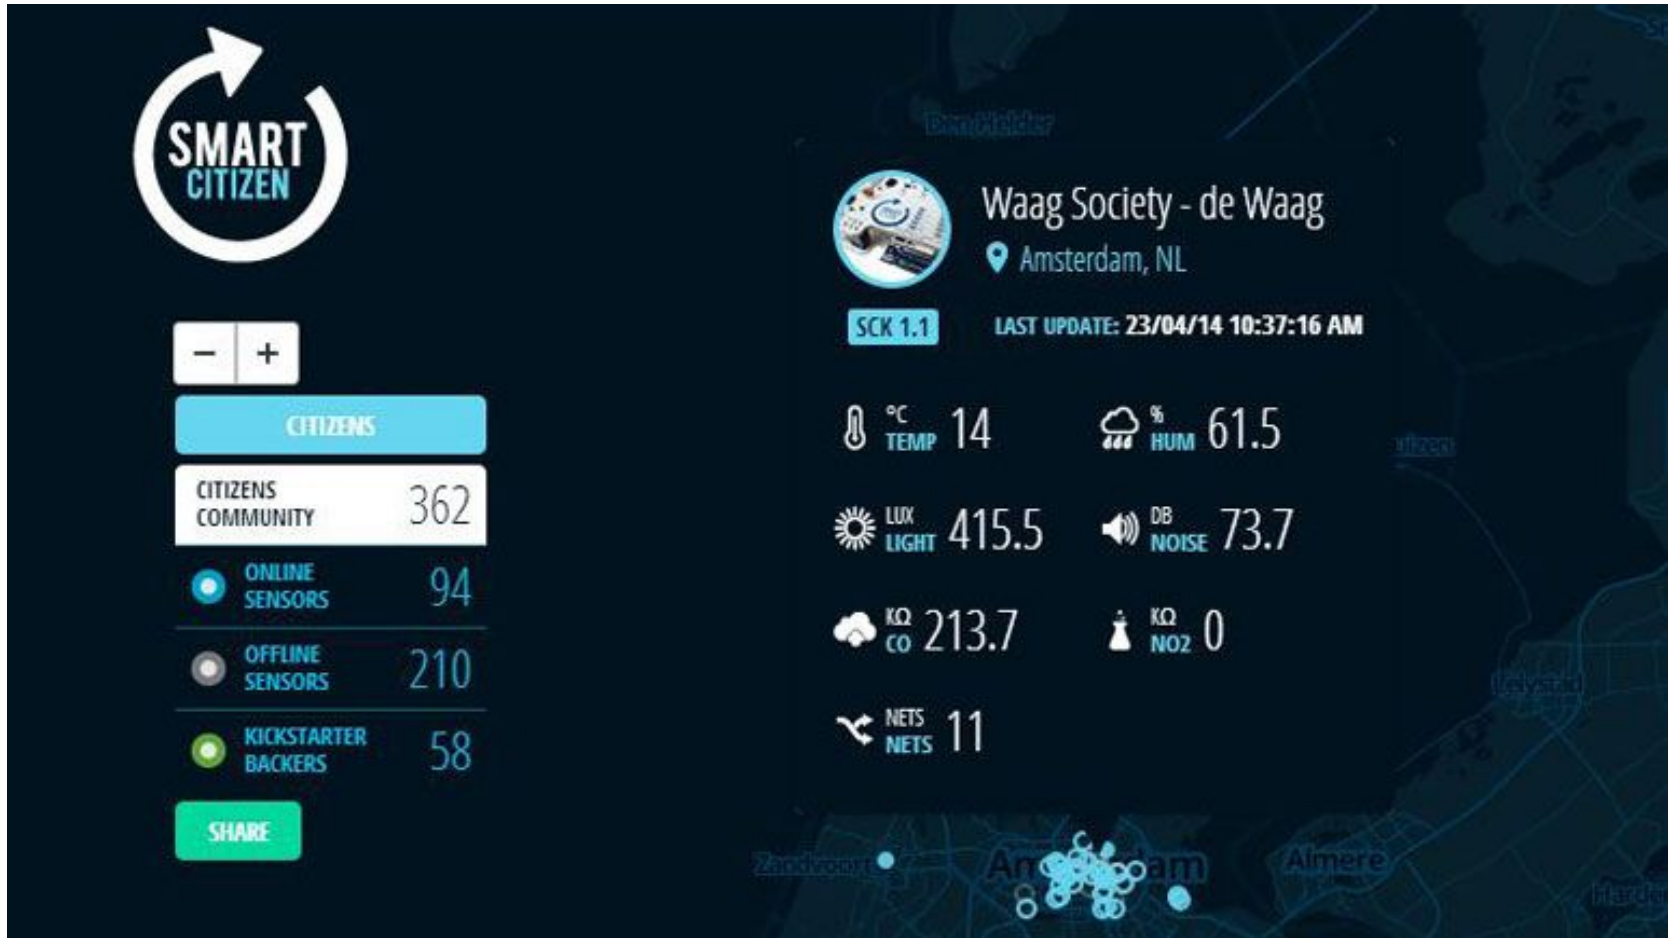 SMART
CITIZEN
− +
CITIZENS
CITIZENS
COMMUNITY 362
ONLINE
SENSORS 94
OFFLINE
SENSORS 210
KICKSTARTER
BACKERS 58
SHARE
Den Helder
Waag Society - de Waag
Amsterdam, NL
SCK 1.1 LAST UPDATE: 23/04/14 10:37:16 AM
°C
TEMP 14
%
HUM 61.5
LUX
LIGHT 415.5
DB
NOISE 73.7
KΩ
CO 213.7
KΩ
NO2 0
NETS
NETS 11
Lelystad
Zandvoort
Almere